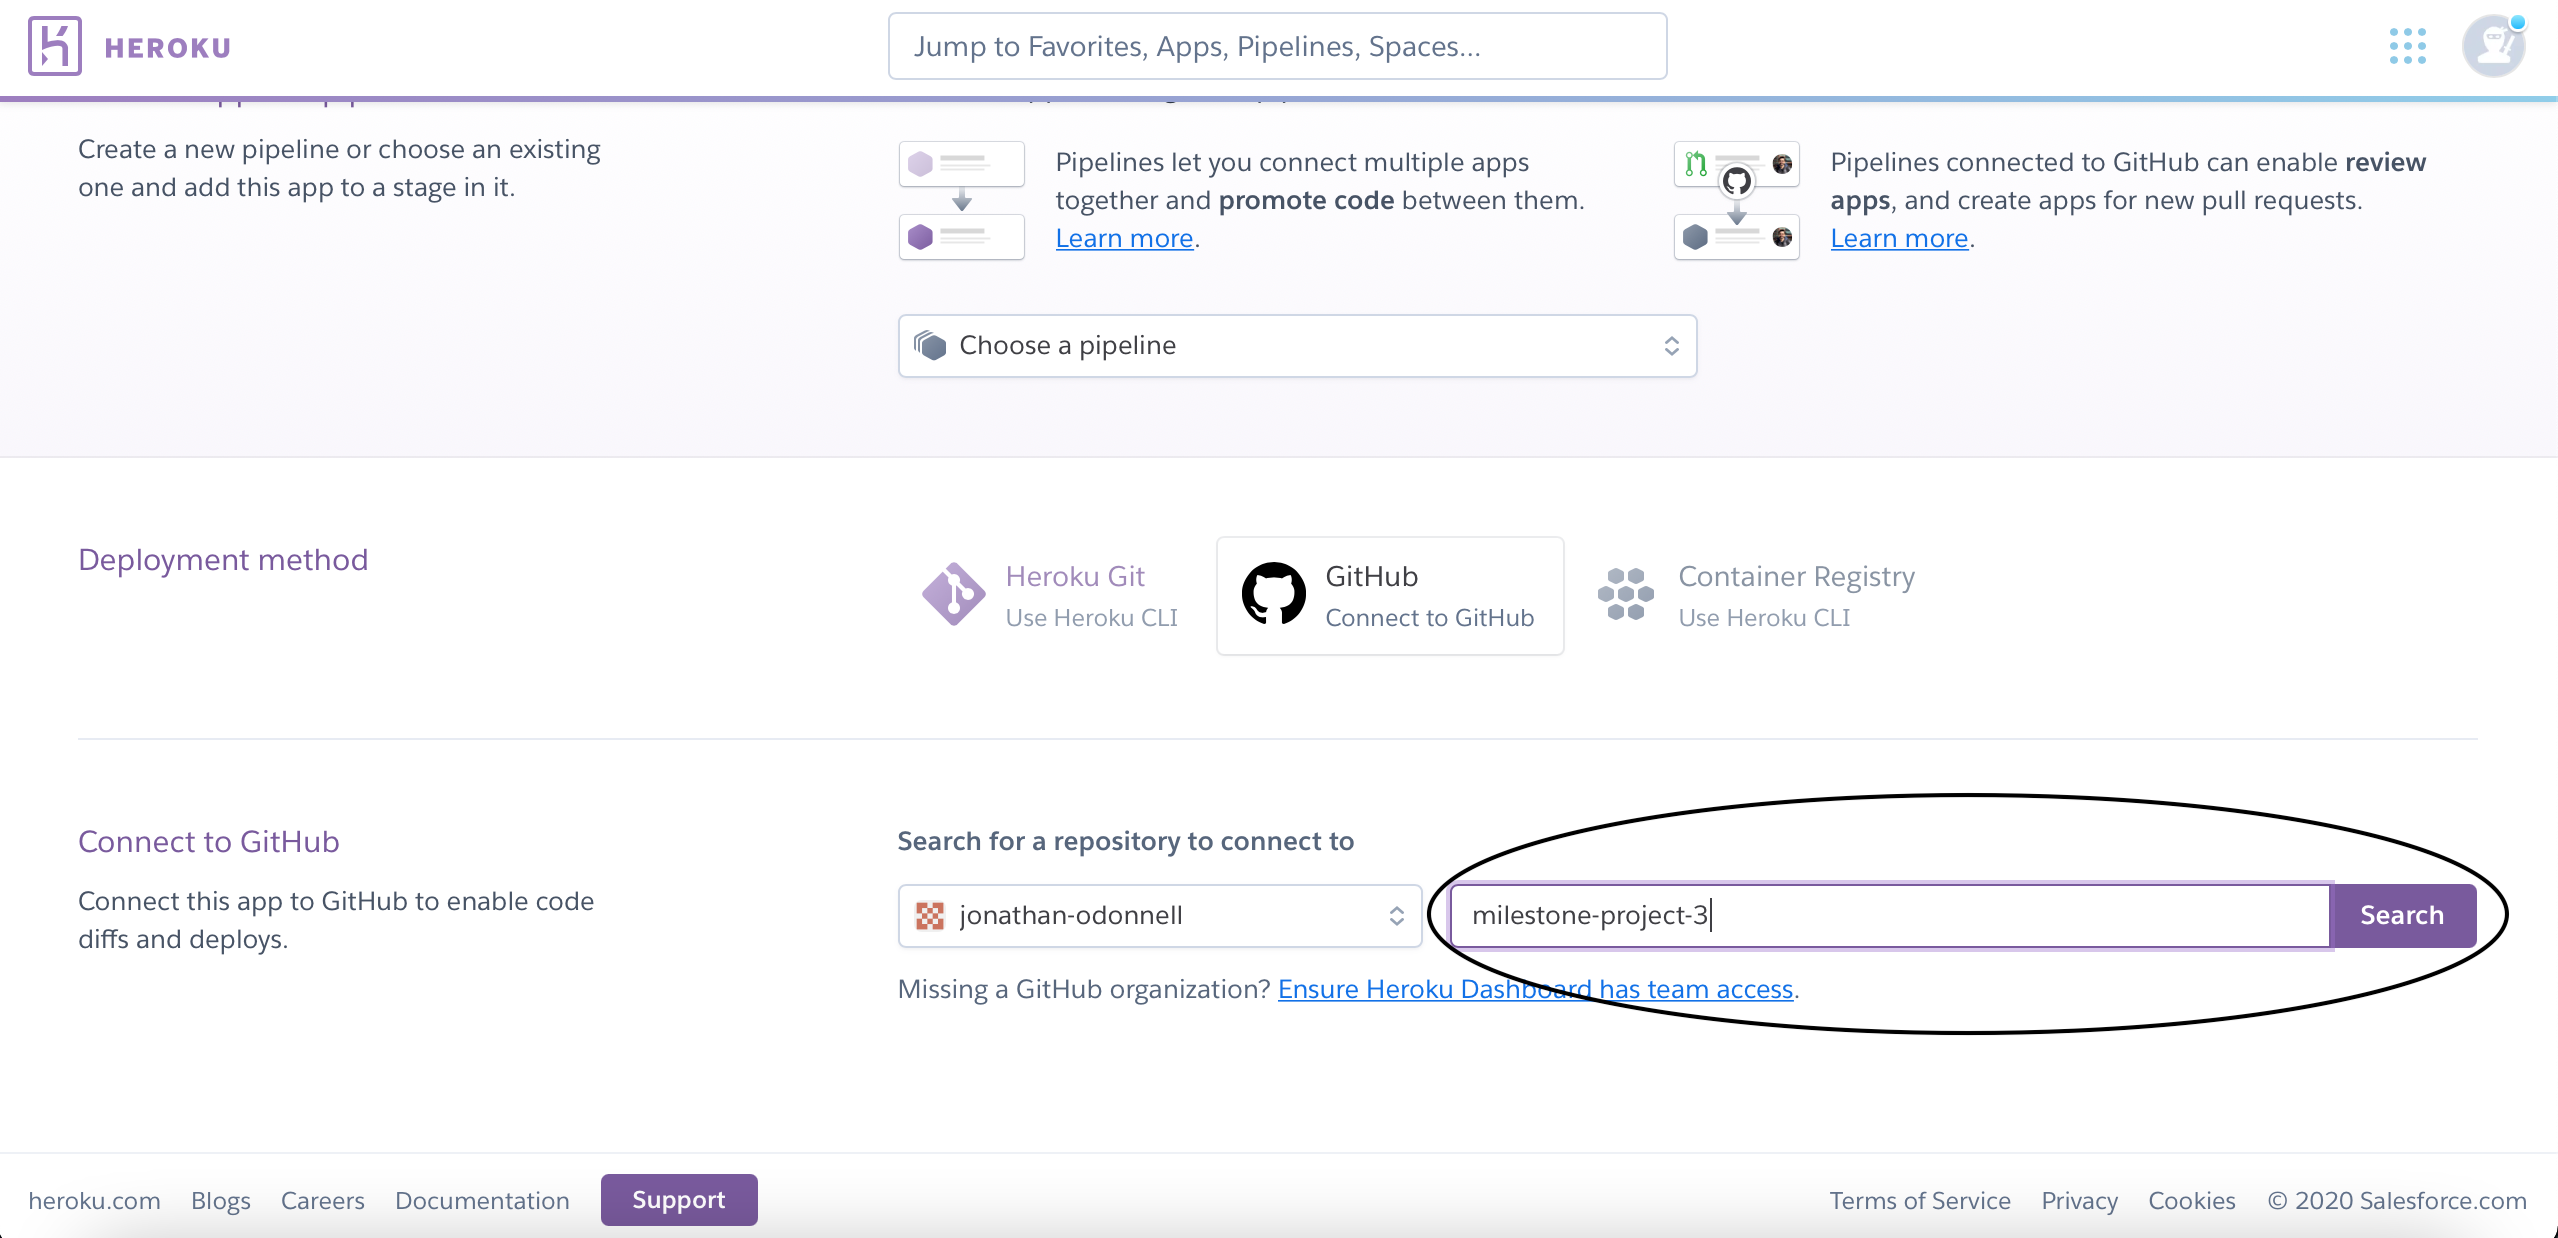 HEROKU
Jump to Favorites, Apps, Pipelines, Spaces...
Create a new pipeline or choose an existing
one and add this app to a stage in it.
Pipelines let you connect multiple apps
together and promote code between them.
Learn more.
Pipelines connected to GitHub can enable review
apps, and create apps for new pull requests.
Learn more.
Choose a pipeline
Deployment method
Heroku Git
Use Heroku CLI
GitHub
Connect to GitHub
Container Registry
Use Heroku CLI
Connect to GitHub
Connect this app to GitHub to enable code
diffs and deploys.
Search for a repository to connect to
jonathan-odonnell
milestone-project-3
Search
Missing a GitHub organization? Ensure Heroku Dashboard has team access.
heroku.com Blogs Careers Documentation Support
Terms of Service Privacy Cookies © 2020 Salesforce.com